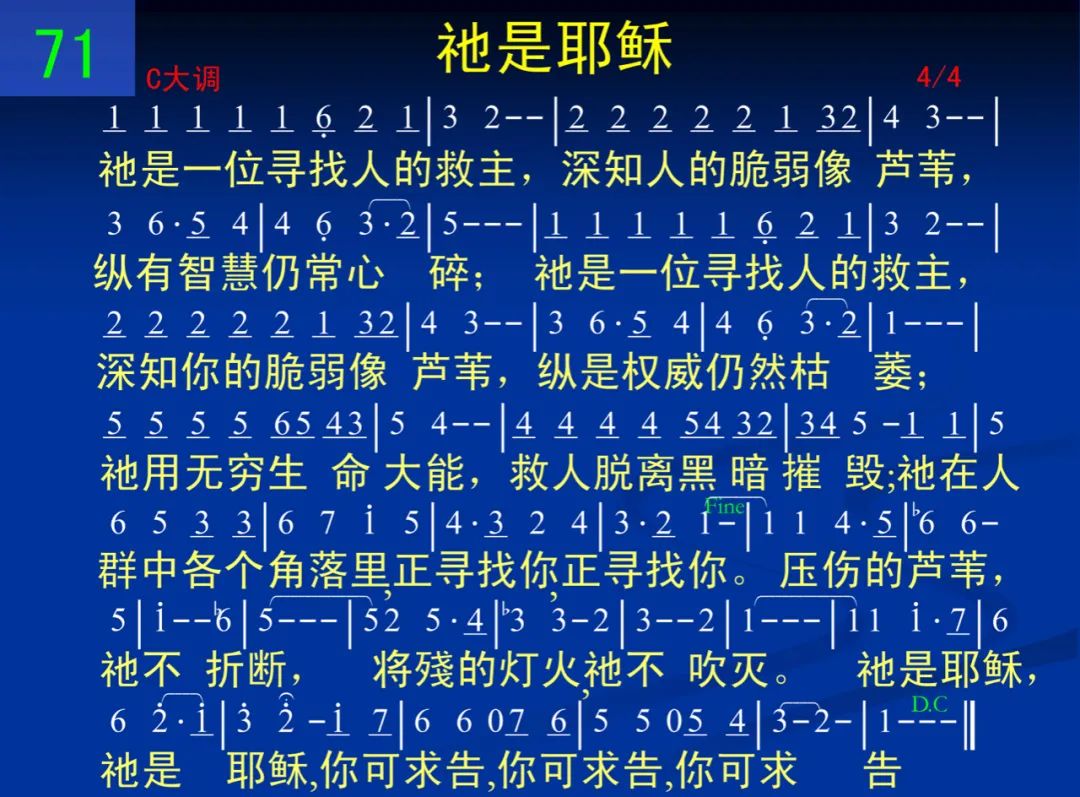 71
祂是耶稣
C大调 4/4
1 1 1 1 1 6̣ 2 1|3 2--|2 2 2 2 2 1 32|4 3--|
祂是一位寻找人的救主，深知人的脆弱像 芦苇，
3 6·5 4|4 6̣ 3·2|5---|1 1 1 1 1 6̣ 2 1|3 2--|
纵有智慧仍常心 碎； 祂是一位寻找人的救主，
2 2 2 2 2 1 32|4 3--|3 6·5 4|4 6̣ 3·2|1---|
深知你的脆弱像 芦苇，纵是权威仍然枯 萎；
5 5 5 5 65 43|5 4--|4 4 4 4 54 32|34 5 -1 1|5
祂用无穷生 命 大能，救人脱离黑 暗 摧 毁;祂在人
Fine
6 5 3 3|6 7 i 5|4·3 2 4|3·2 1-|1 1 4·5|♭6 6-
群中各个角落里,正寻找你,正寻找你。 压伤的芦苇，
5|i--♭6|5---|52 5·4|♭3 3-2|3--2|1---|11 i·7|6
祂不 折断， 将殘的灯火,祂不 吹灭。 祂是耶稣，
D.C
6 2̇·i|3̇ 2̇ -i 7|6 6 07 6|5 5 05 4|3-2-|1---‖
祂是 耶稣,你可求告,你可求告,你可求 告